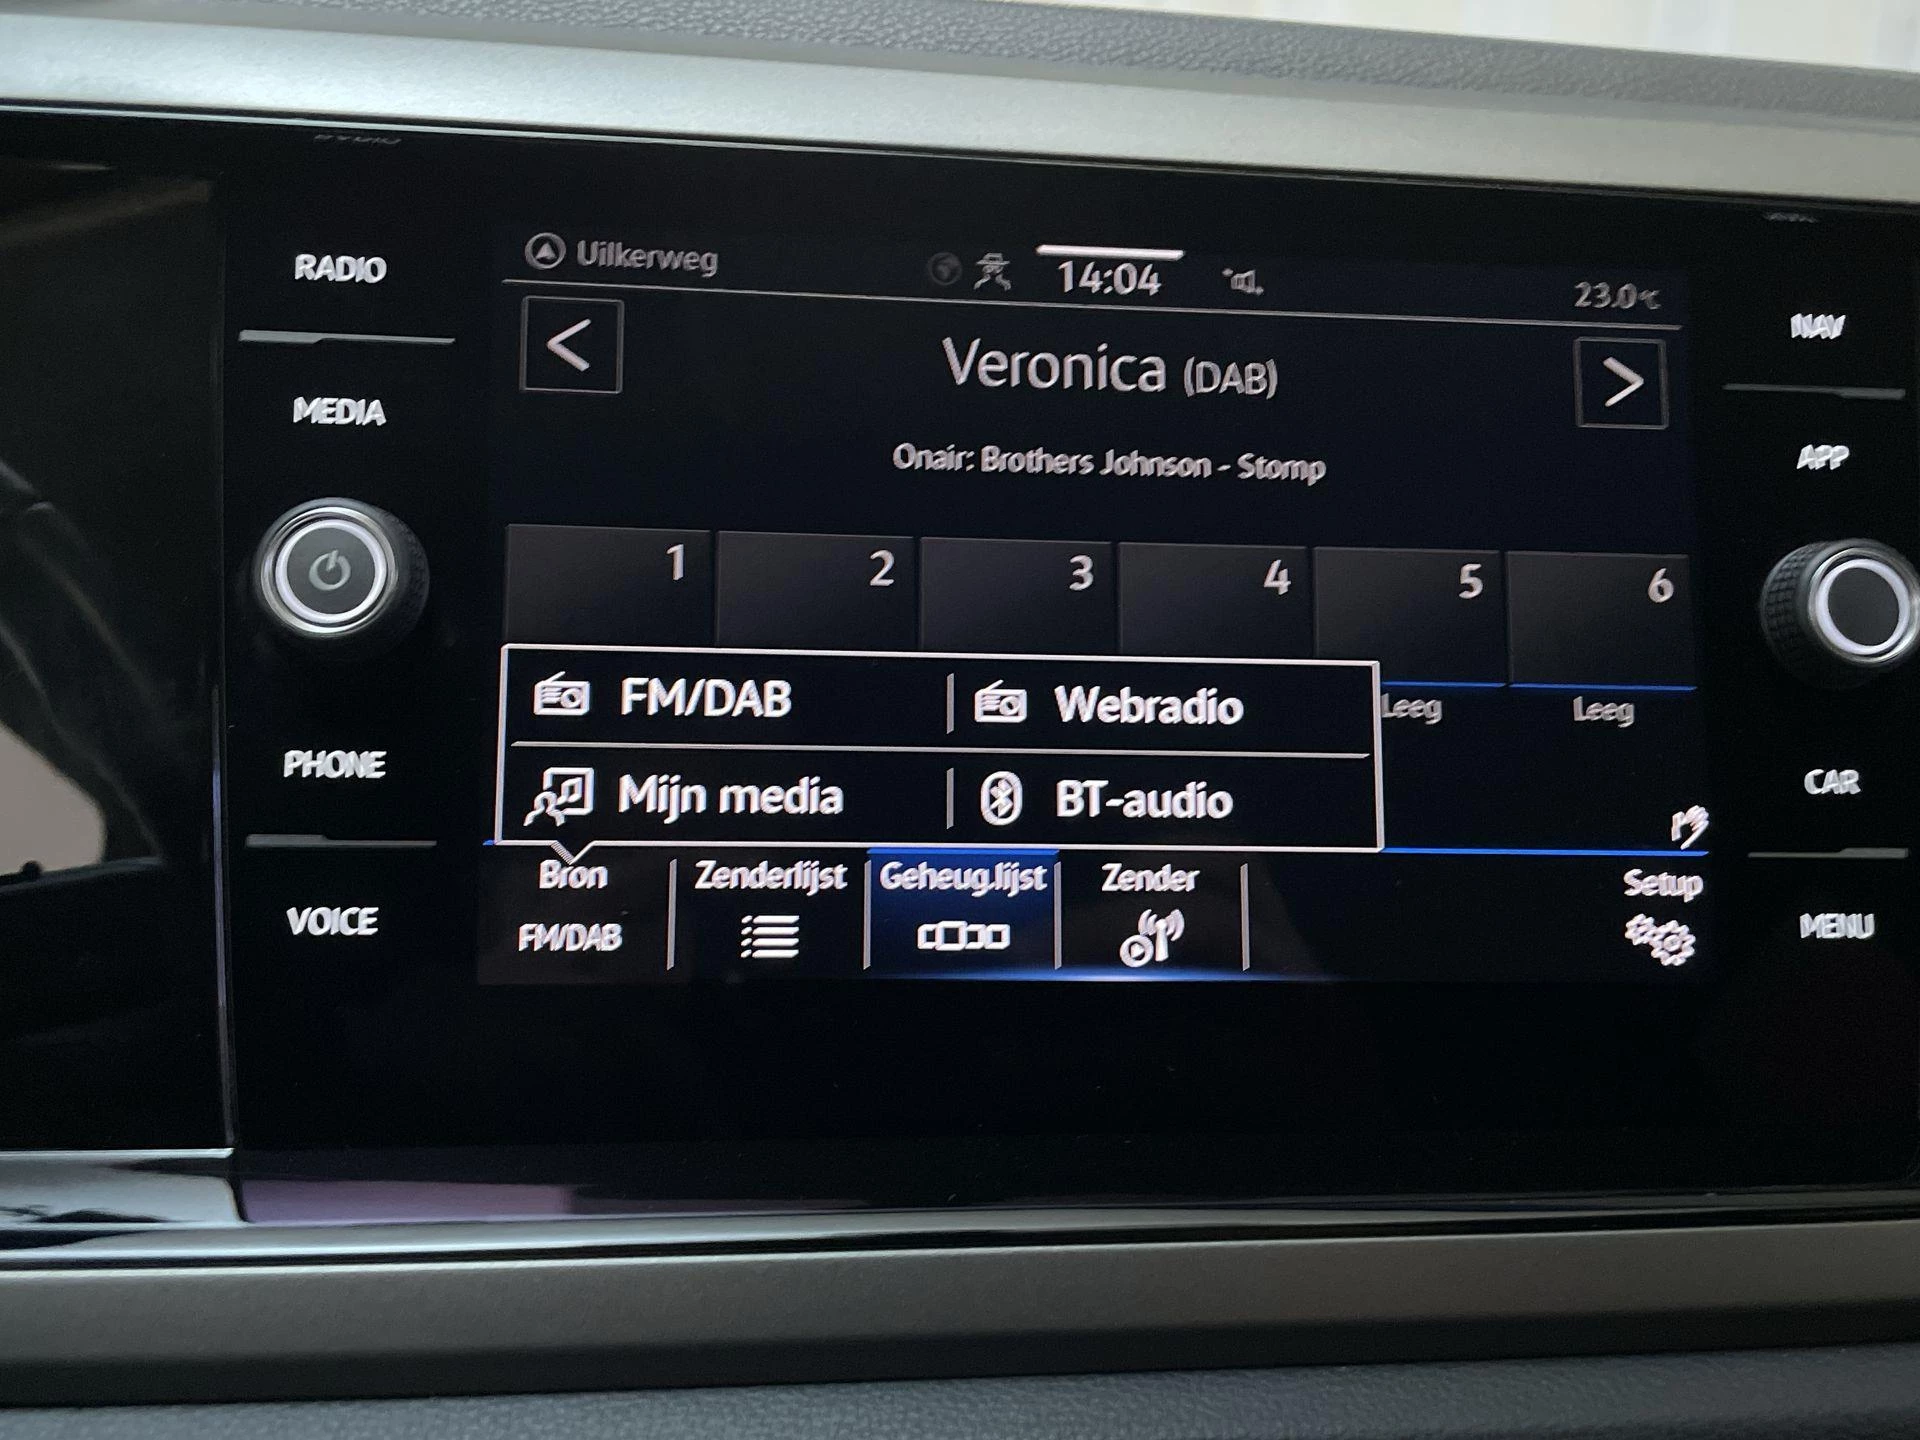 RADIO
MEDIA
PHONE
VOICE
Uilkerweg
14:04
23.0°C
< Veronica (DAB) >
Onair: Brothers Johnson - Stomp
1 2 3 4 5 6
FM/DAB Webradio
Leeg Leeg
Mijn media BT-audio
Bron Zenderlijst Geheug.lijst Zender Setup
FM/DAB
NAV
APP
CAR
MENU